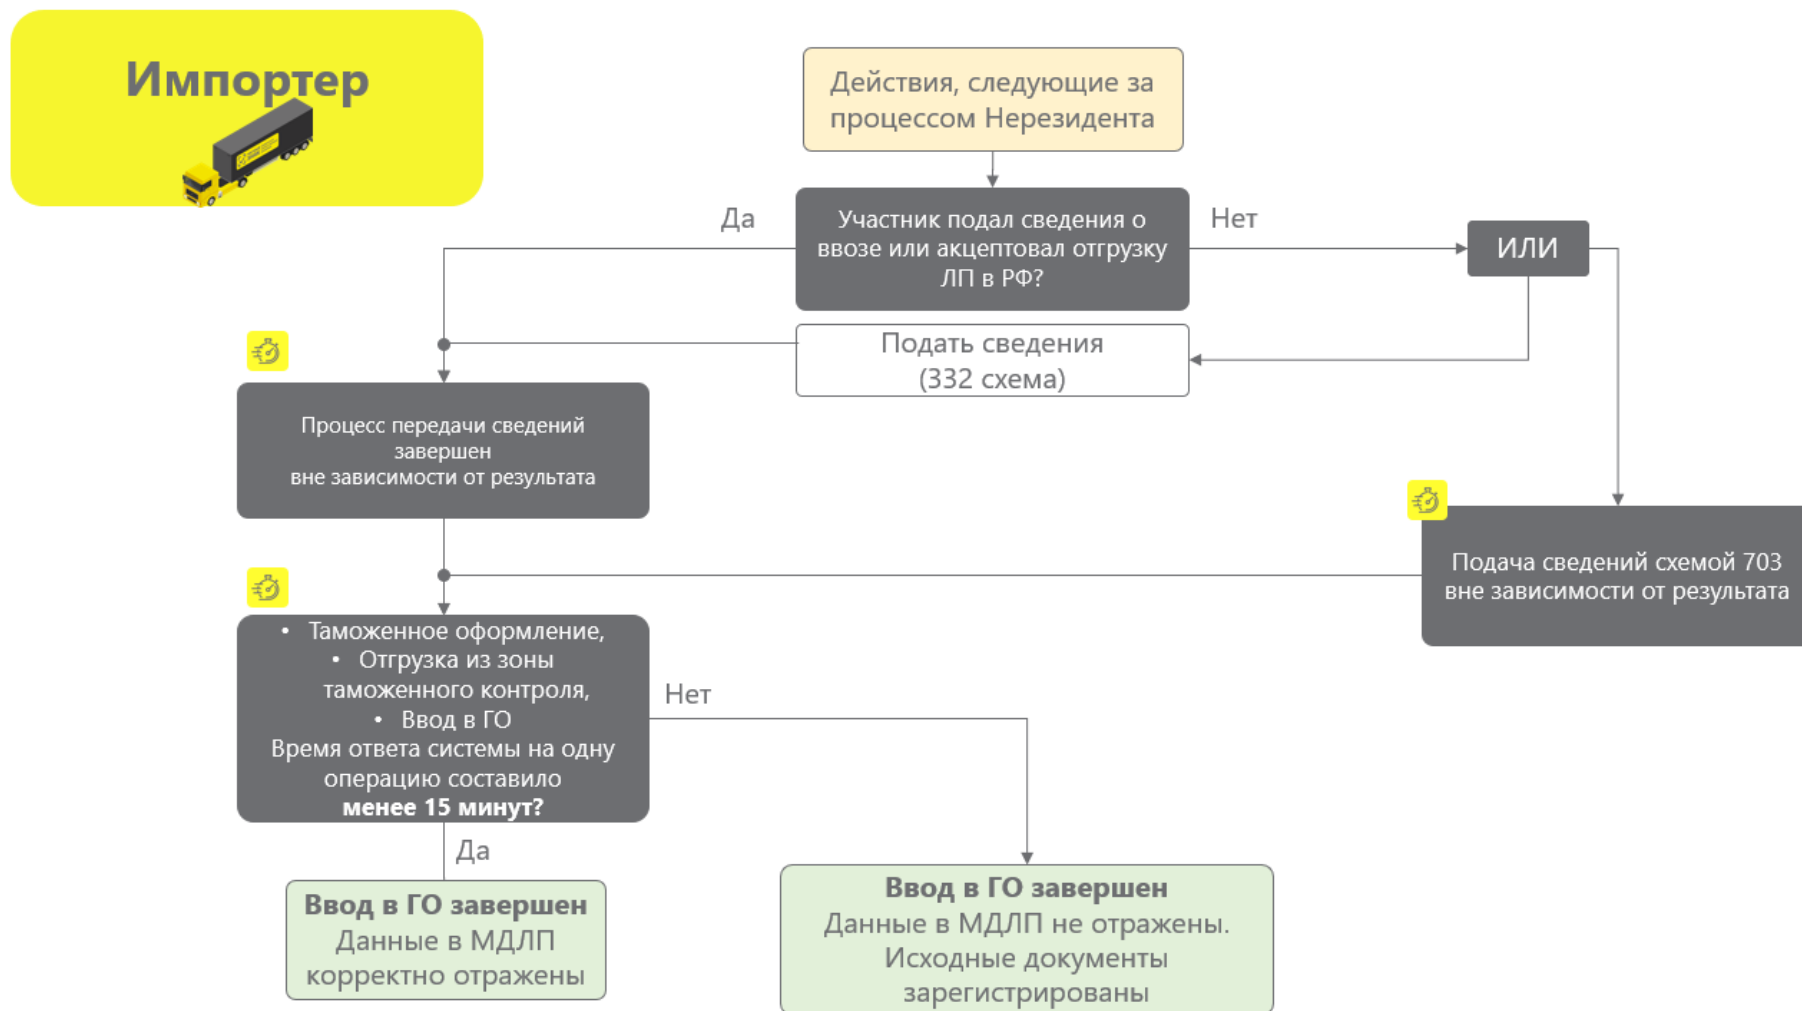 Импортер
Действия, следующие за
процессом Нерезидента
Да
Участник подал сведения о
ввозе или акцептовал отгрузку
ЛП в РФ?
Нет
ИЛИ
Подать сведения
(332 схема)
Процесс передачи сведений
завершен
вне зависимости от результата
Подача сведений схемой 703
вне зависимости от результата
• Таможенное оформление,
• Отгрузка из зоны
таможенного контроля,
• Ввод в ГО
Время ответа системы на одну
операцию составило
менее 15 минут?
Нет
Да
Ввод в ГО завершен
Данные в МДЛП
корректно отражены
Ввод в ГО завершен
Данные в МДЛП не отражены.
Исходные документы
зарегистрированы